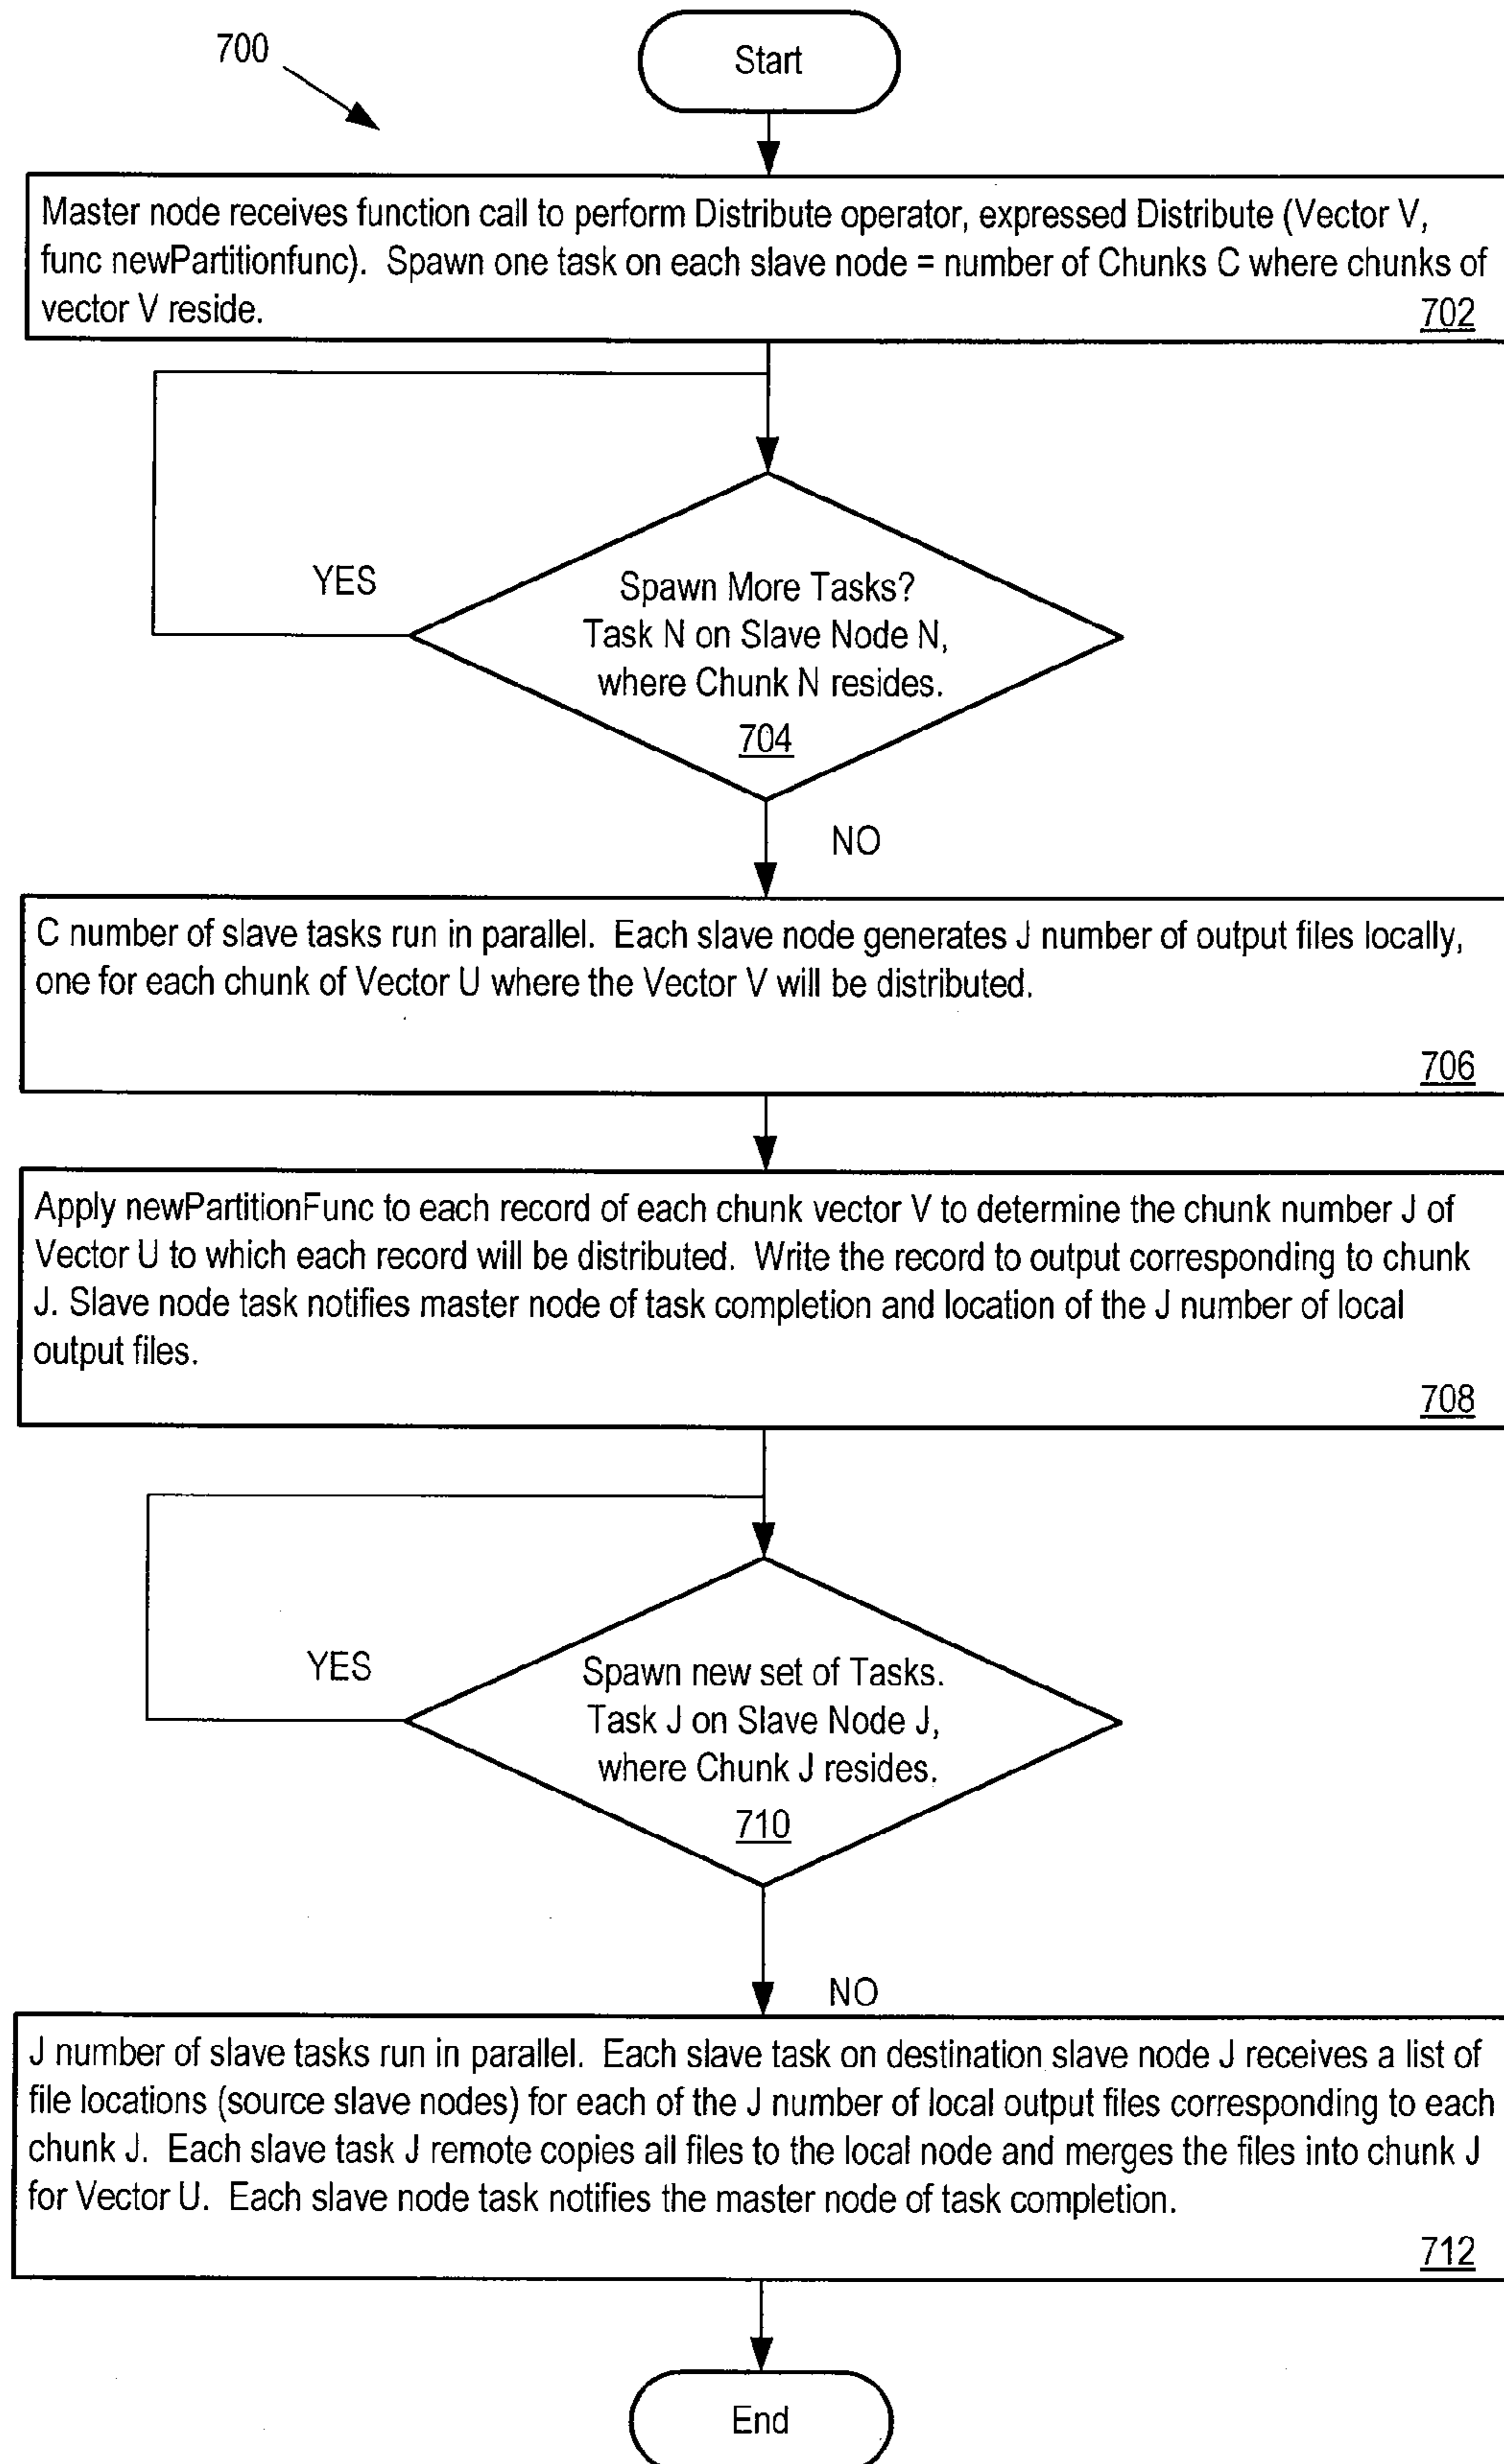 700
Start
Master node receives function call to perform Distribute operator, expressed Distribute (Vector V,
func newPartitionfunc). Spawn one task on each slave node = number of Chunks C where chunks of
vector V reside.
702
YES
Spawn More Tasks?
Task N on Slave Node N,
where Chunk N resides.
704
NO
C number of slave tasks run in parallel. Each slave node generates J number of output files locally,
one for each chunk of Vector U where the Vector V will be distributed.
706
Apply newPartitionFunc to each record of each chunk vector V to determine the chunk number J of
Vector U to which each record will be distributed. Write the record to output corresponding to chunk
J. Slave node task notifies master node of task completion and location of the J number of local
output files.
708
YES
Spawn new set of Tasks.
Task J on Slave Node J,
where Chunk J resides.
710
NO
J number of slave tasks run in parallel. Each slave task on destination slave node J receives a list of
file locations (source slave nodes) for each of the J number of local output files corresponding to each
chunk J. Each slave task J remote copies all files to the local node and merges the files into chunk J
for Vector U. Each slave node task notifies the master node of task completion.
712
End